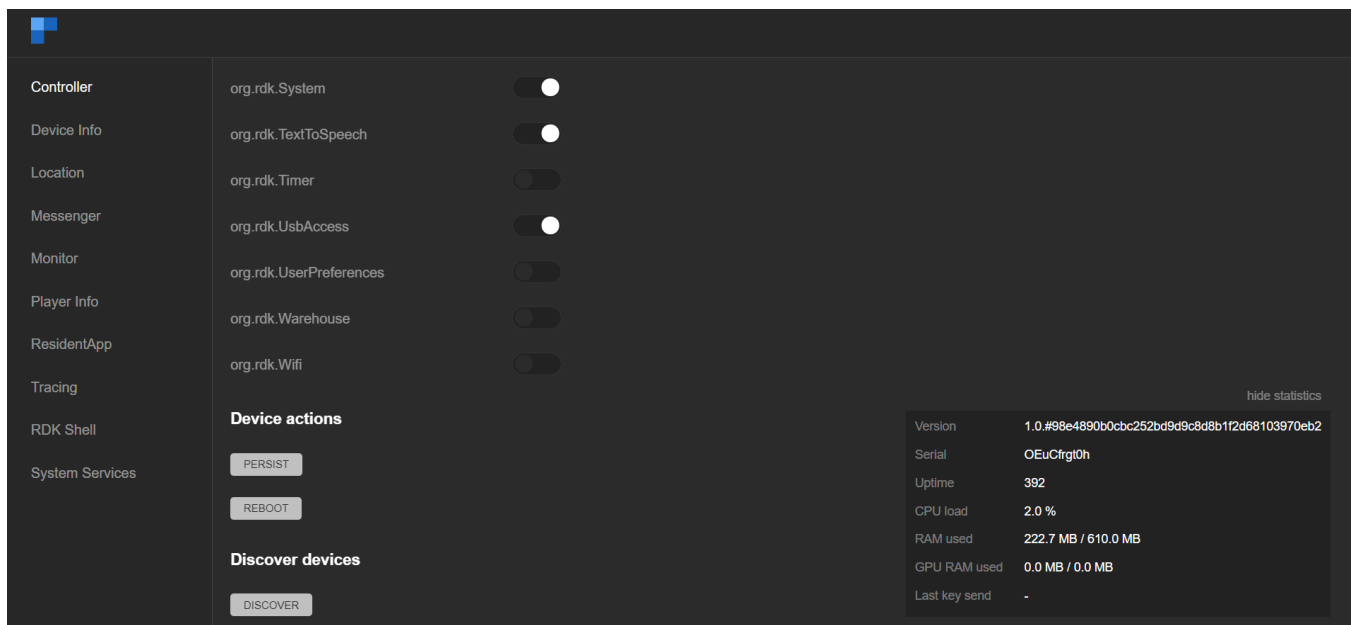 Controller
Device Info
Location
Messenger
Monitor
Player Info
ResidentApp
Tracing
RDK Shell
System Services
org.rdk.System
org.rdk.TextToSpeech
org.rdk.Timer
org.rdk.UsbAccess
org.rdk.UserPreferences
org.rdk.Warehouse
org.rdk.Wifi
Device actions
PERSIST
REBOOT
Discover devices
DISCOVER
hide statistics
Version 1.0.#98e4890b0cbc252bd9d9c8d8b1f2d68103970eb2
Serial OEuCfrgt0h
Uptime 392
CPU load 2.0 %
RAM used 222.7 MB / 610.0 MB
GPU RAM used 0.0 MB / 0.0 MB
Last key send -